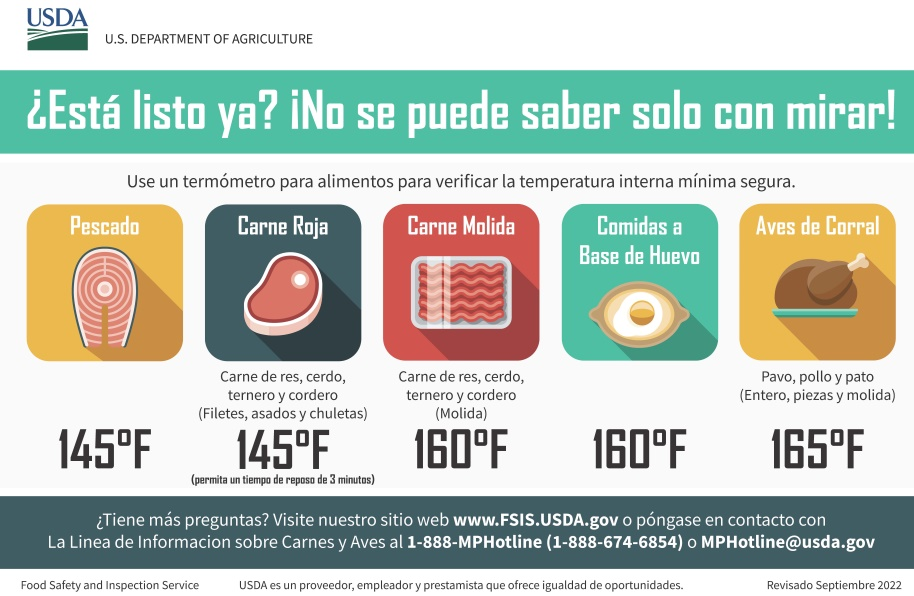 USDA
U.S. DEPARTMENT OF AGRICULTURE
¿Está listo ya? ¡No se puede saber solo con mirar!
Use un termómetro para alimentos para verificar la temperatura interna mínima segura.
Pescado
145°F
Carne Roja
Carne de res, cerdo,
ternero y cordero
(Filetes, asados y chuletas)
145°F
(permita un tiempo de reposo de 3 minutos)
Carne Molida
Carne de res, cerdo,
ternero y cordero
(Molida)
160°F
Comidas a
Base de Huevo
160°F
Aves de Corral
Pavo, pollo y pato
(Entero, piezas y molida)
165°F
¿Tiene más preguntas? Visite nuestro sitio web www.FSIS.USDA.gov o póngase en contacto con
La Linea de Informacion sobre Carnes y Aves al 1-888-MPHotline (1-888-674-6854) o MPHotline@usda.gov
Food Safety and Inspection Service
USDA es un proveedor, empleador y prestamista que ofrece igualdad de oportunidades.
Revisado Septiembre 2022